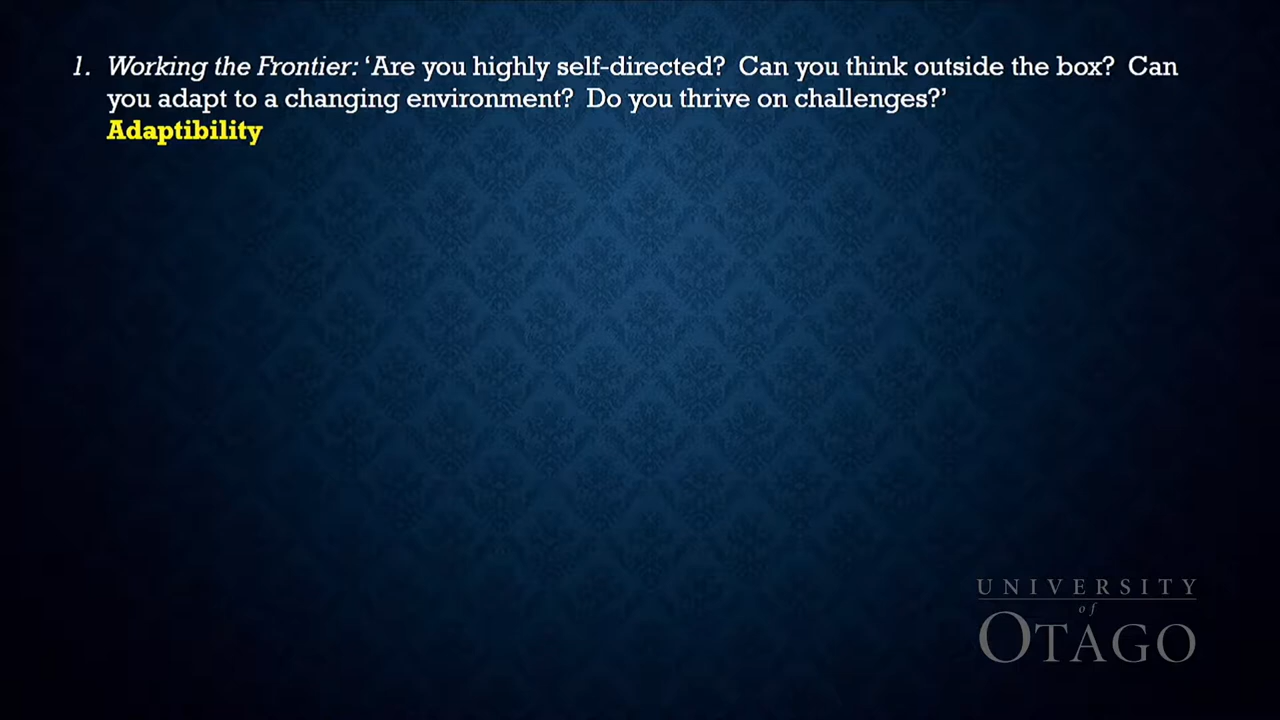 1. Working the Frontier: ‘Are you highly self-directed?  Can you think outside the box?  Can
you adapt to a changing environment?  Do you thrive on challenges?’
Adaptibility
UNIVERSITY
of
OTAGO